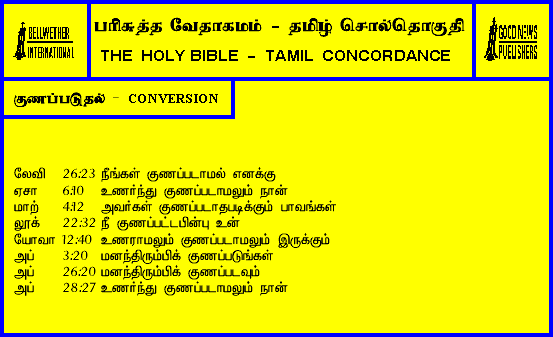 BELLWETHER
INTERNATIONAL
பரிசுத்த வேதாகமம் - தமிழ் சொல்தொகுதி
THE HOLY BIBLE - TAMIL CONCORDANCE
GOOD NEWS
PUBLISHERS
குணப்படுதல் - CONVERSION
லேவி 26:23 நீங்கள் குணப்படாமல் எனக்கு
ஏசா 6:10 உணர்ந்து குணப்படாமலும் நான்
மாற் 4:12 அவர்கள் குணப்படாதபடிக்கும் பாவங்கள்
லூக் 22:32 நீ குணப்பட்டபின்பு உன்
யோவா 12:40 உணராமலும் குணப்படாமலும் இருக்கும்
அப் 3:20 மனந்திரும்பிக் குணப்படுங்கள்
அப் 26:20 மனந்திரும்பிக் குணப்படவும்
அப் 28:27 உணர்ந்து குணப்படாமலும் நான்